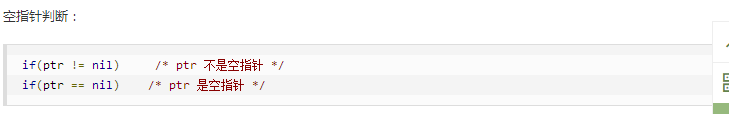 空指针判断：
if(ptr != nil)     /* ptr 不是空指针 */
if(ptr == nil)    /* ptr 是空指针 */